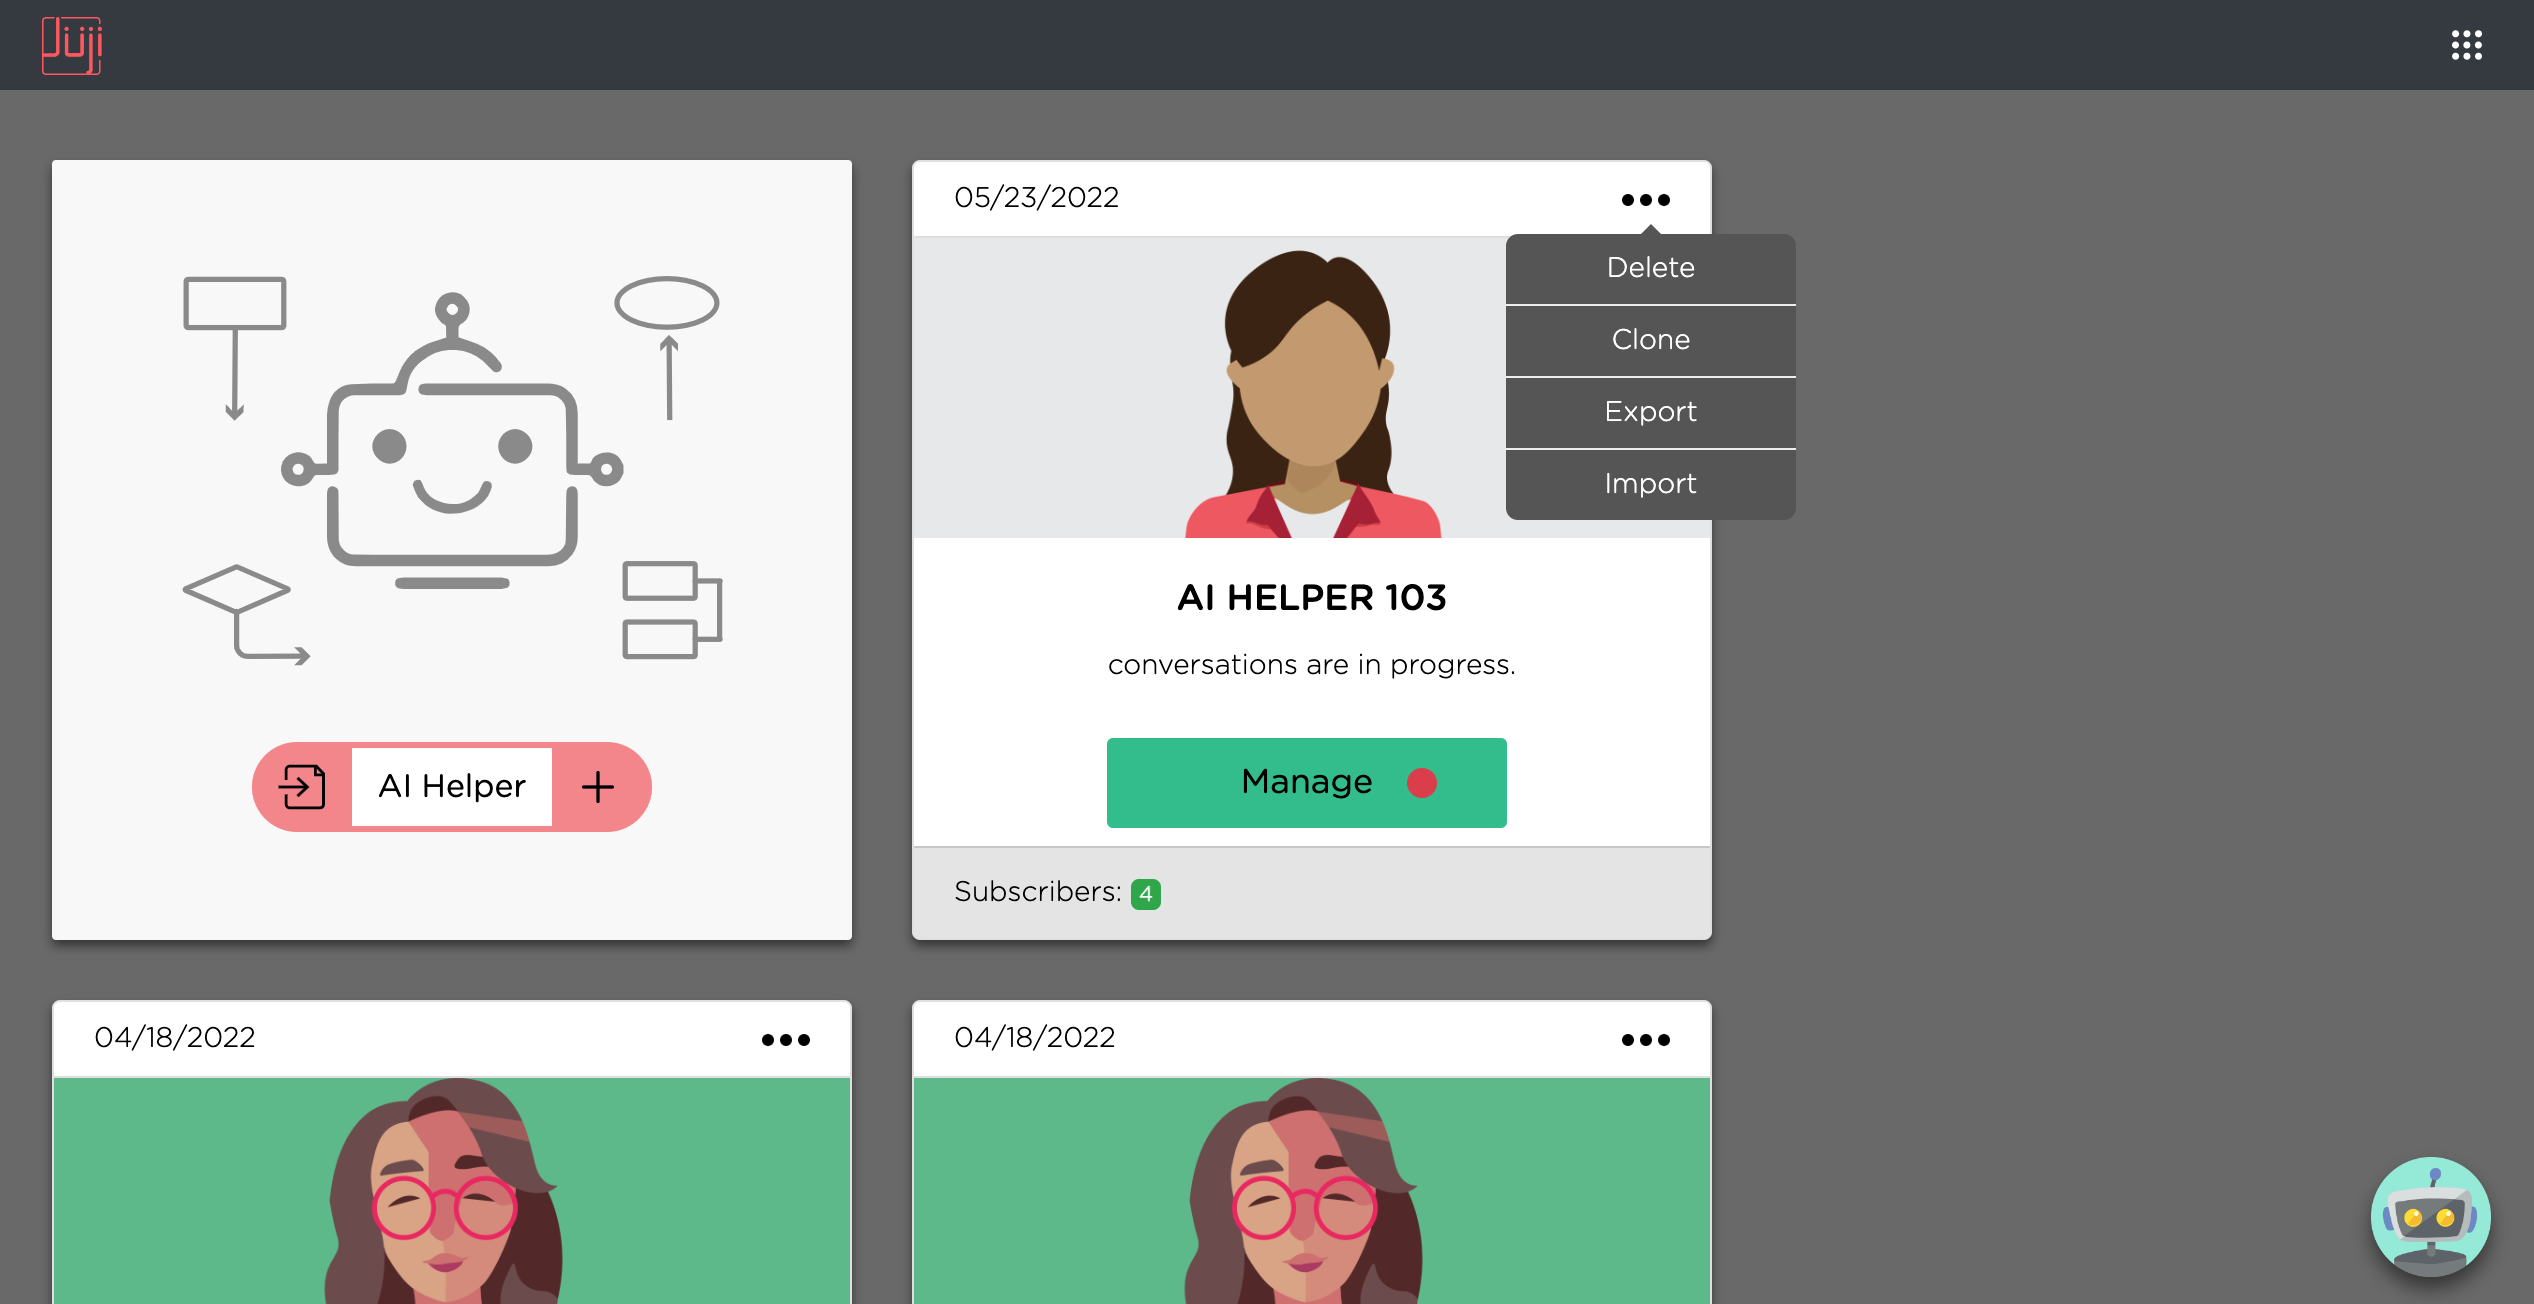 Juji
05/23/2022
Delete
Clone
Export
Import
AI HELPER 103
conversations are in progress.
AI Helper
Manage
Subscribers: 4
04/18/2022
04/18/2022